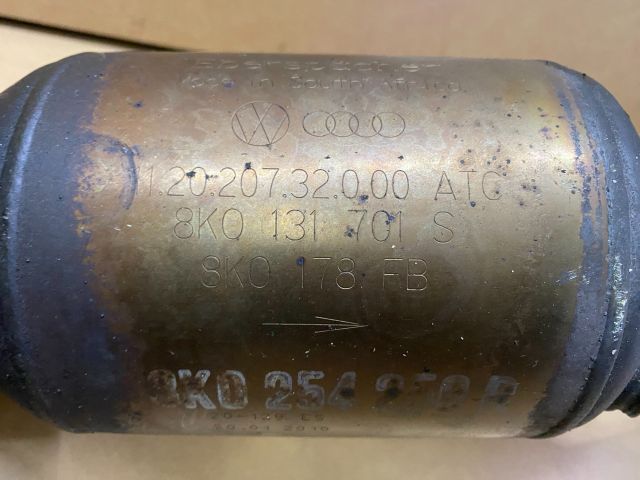 Eberspächer
Made in South Africa
1.20.207.32.0.00 ATC
8K0 131 701 S
8K0 178 FB
8K0 254 250 R